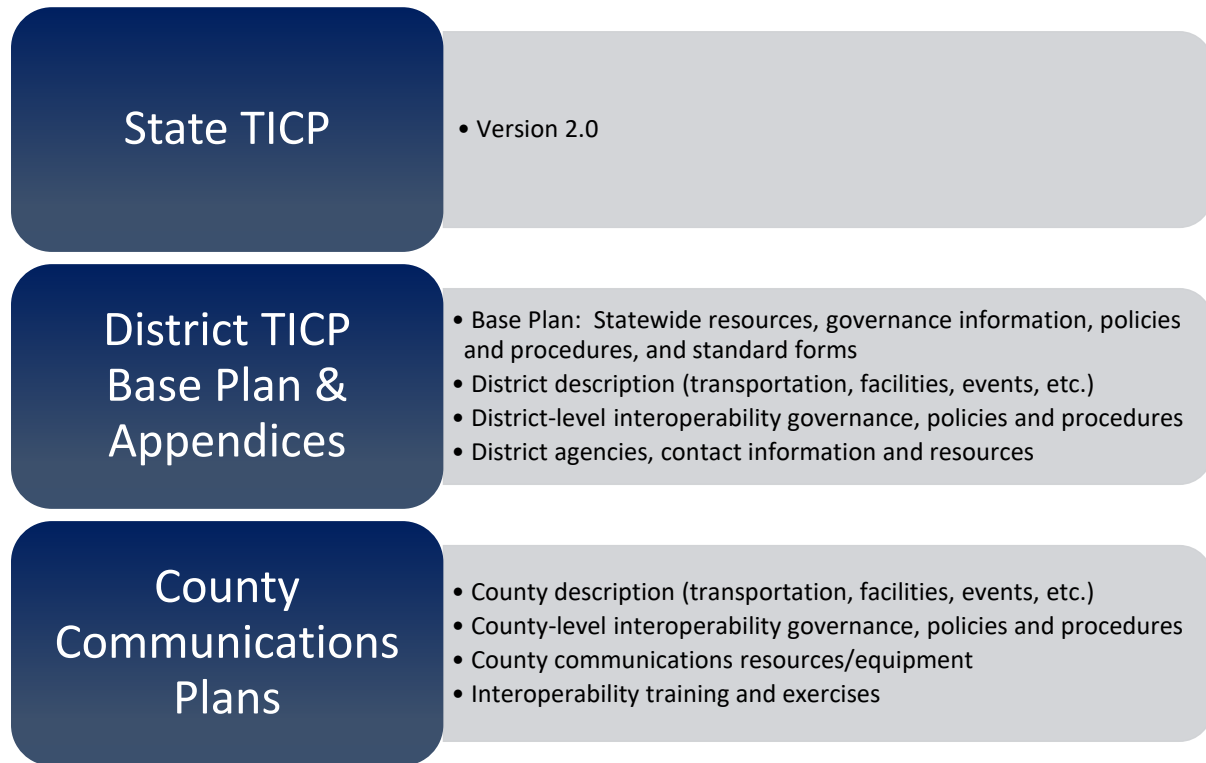 State TICP
• Version 2.0
District TICP
Base Plan &
Appendices
• Base Plan:  Statewide resources, governance information, policies
and procedures, and standard forms
• District description (transportation, facilities, events, etc.)
• District-level interoperability governance, policies and procedures
• District agencies, contact information and resources
County
Communications
Plans
• County description (transportation, facilities, events, etc.)
• County-level interoperability governance, policies and procedures
• County communications resources/equipment
• Interoperability training and exercises